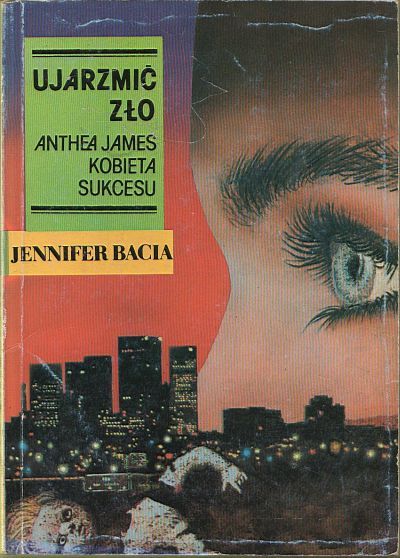 UJARZMIĆ
ZŁO
ANTHEA JAMES
KOBIETA
SUKCESU
JENNIFER BACIA